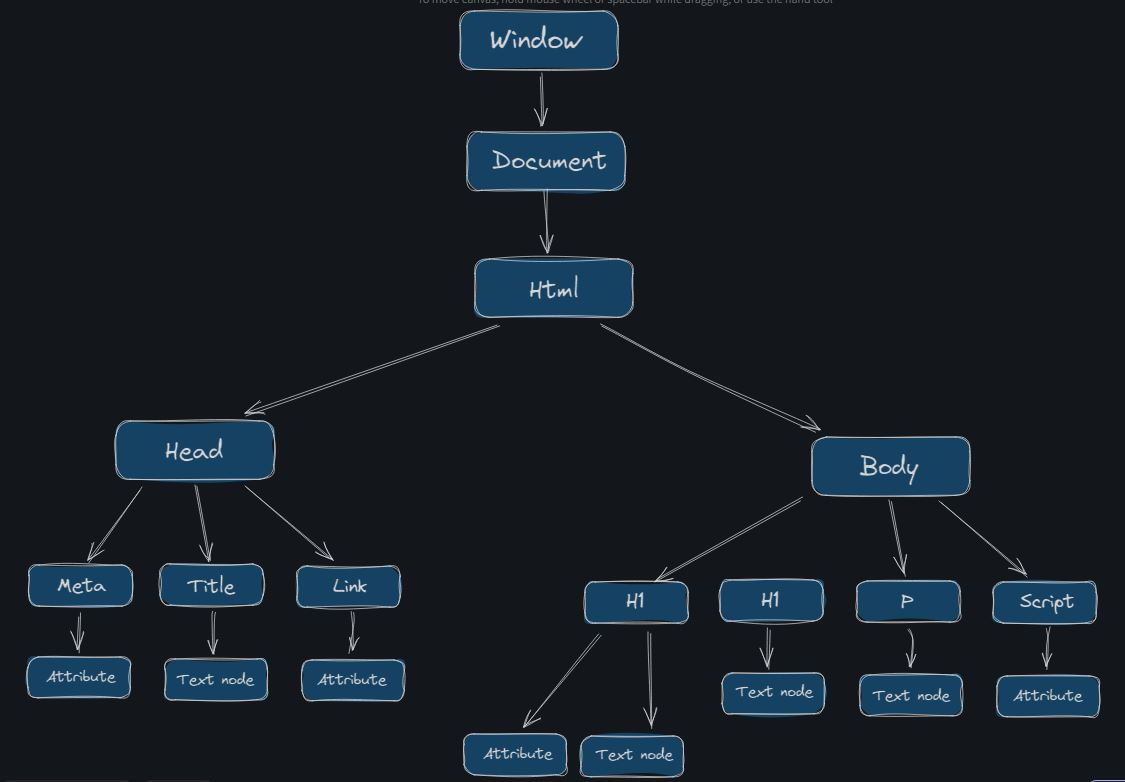 To move canvas, hold mouse wheel or spacebar while dragging, or use the hand tool
Window
Document
Html
Head
Body
Meta
Title
Link
H1
H1
P
Script
Attribute
Text node
Attribute
Text node
Text node
Attribute
Attribute
Text node